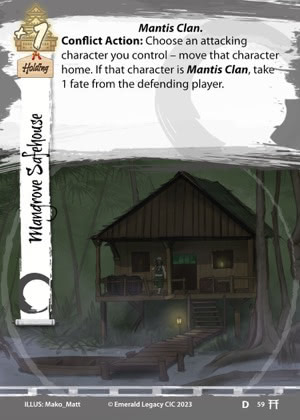 Mantis Clan.
1
Conflict Action: Choose an attacking
character you control – move that character
home. If that character is Mantis Clan, take
1 fate from the defending player.
Holding
Mangrove Safehouse
ILLUS: Mako_Matt © Emerald Legacy CIC 2023 D 59